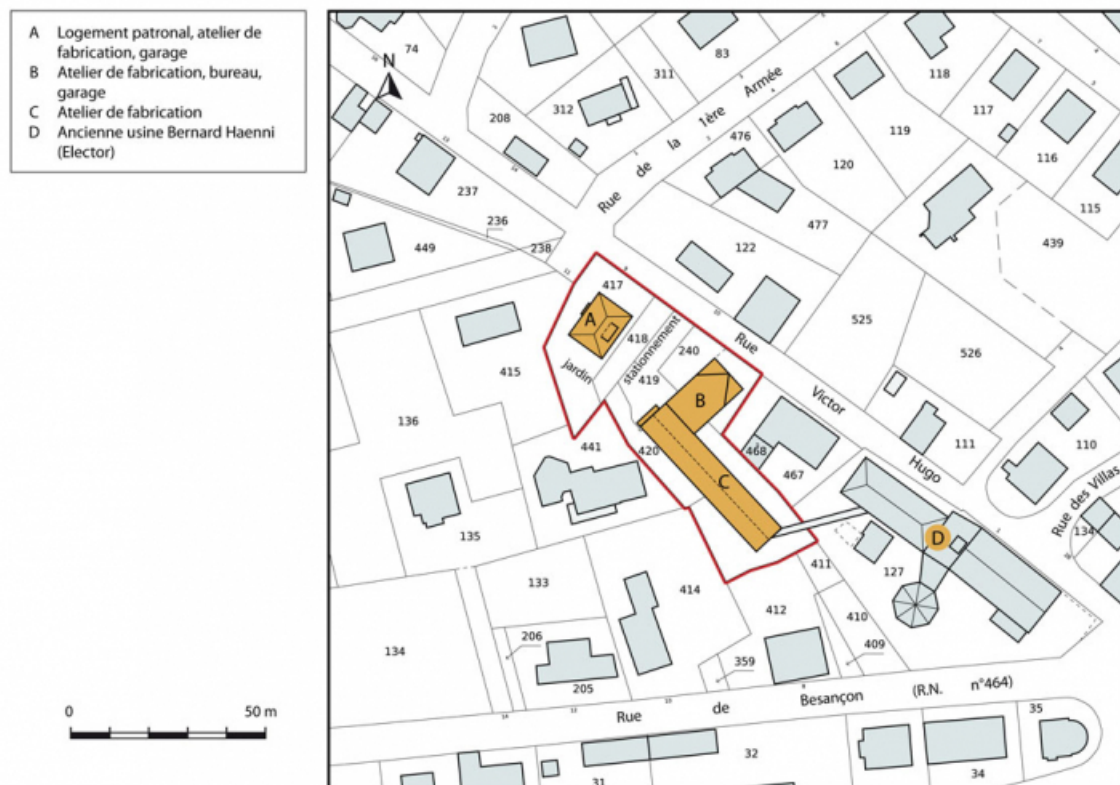 A Logement patronal, atelier de
fabrication, garage
B Atelier de fabrication, bureau,
garage
C Atelier de fabrication
D Ancienne usine Bernard Haenni
(Elector)
N
74
83
311
312
208
118
117
116
115
119
120
476
477
439
Rue de la 1ère Armée
237
236
238
449
122
417
A
418
jardin
stationnement
419
240
B
415
136
441
420
C
468
467
Rue Victor Hugo
525
526
111
110
Rue des Villas
134
D
135
133
414
411
127
412
410
409
134
206
205
359
Rue de Besançon (R.N. n°464)
35
32
31
34
0 50 m